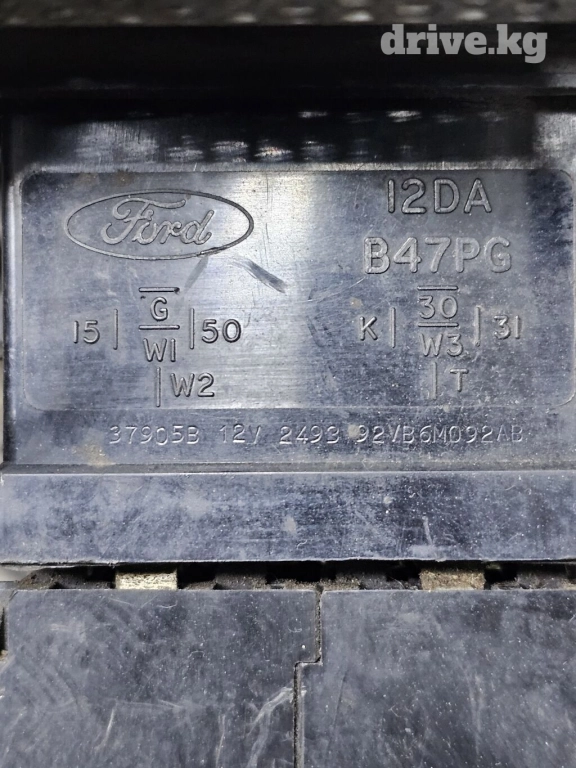 drive.kg
Ford 12DA
B47PG
15 G 50 K 30 31
W1 W3
W2 T
37905B 12V 2493 92VB6M092AB